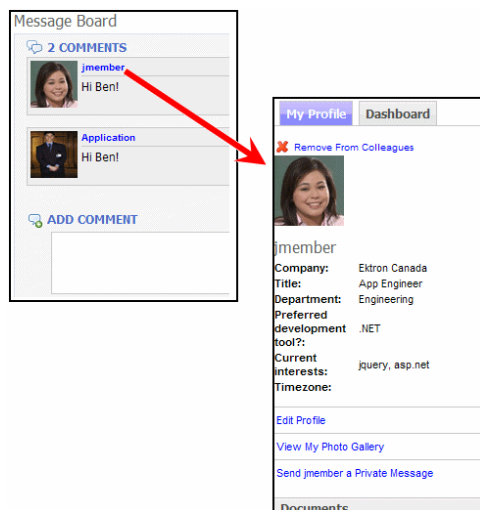 Message Board
2 COMMENTS
jmember
Hi Ben!
Application
Hi Ben!
ADD COMMENT
My Profile Dashboard
Remove From Colleagues
jmember
Company: Ektron Canada
Title: App Engineer
Department: Engineering
Preferred
development .NET
tool?:
Current
interests: jquery, asp.net
Timezone:
Edit Profile
View My Photo Gallery
Send jmember a Private Message
Documents